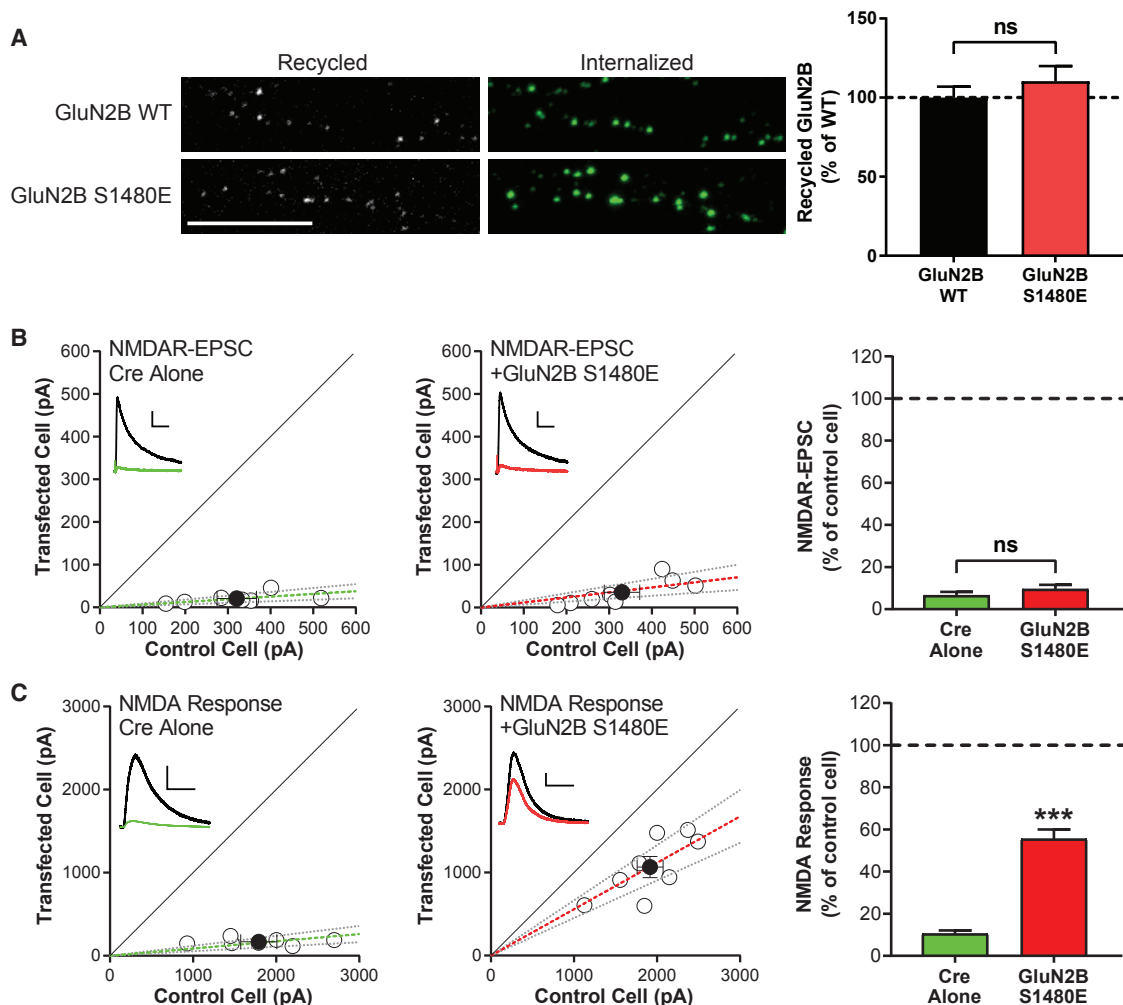 A
Recycled
Internalized
GluN2B WT
GluN2B S1480E
Recycled GluN2B
(% of WT)
150
100
50
0
ns
GluN2B
WT
GluN2B
S1480E
B
NMDAR-EPSC
Cre Alone
Transfected Cell (pA)
600
500
400
300
200
100
0
0 100 200 300 400 500 600
Control Cell (pA)
NMDAR-EPSC
+GluN2B S1480E
Transfected Cell (pA)
600
500
400
300
200
100
0
0 100 200 300 400 500 600
Control Cell (pA)
NMDAR-EPSC
(% of control cell)
120
100
80
60
40
20
0
ns
Cre
Alone
GluN2B
S1480E
C
NMDA Response
Cre Alone
Transfected Cell (pA)
3000
2000
1000
0
0 1000 2000 3000
Control Cell (pA)
NMDA Response
+GluN2B S1480E
Transfected Cell (pA)
3000
2000
1000
0
0 1000 2000 3000
Control Cell (pA)
NMDA Response
(% of control cell)
120
100
80
60
40
20
0
***
Cre
Alone
GluN2B
S1480E